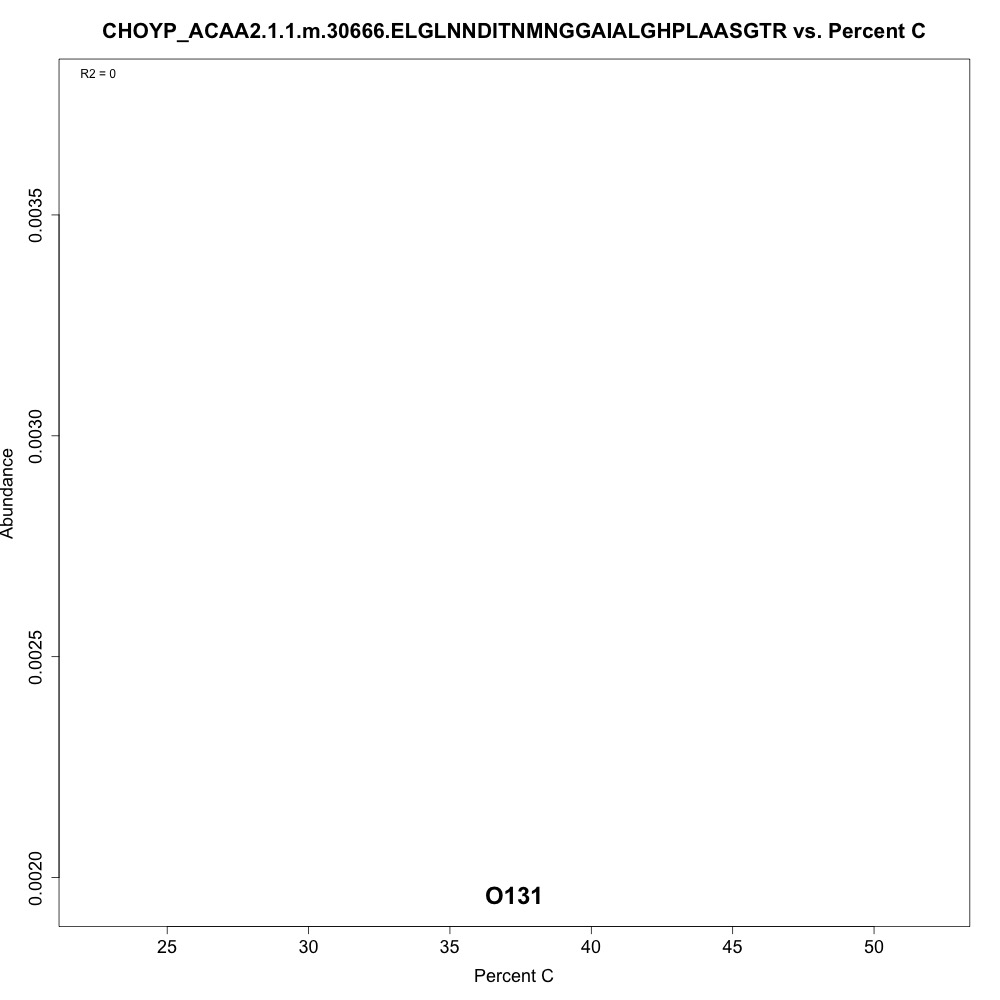 CHOYP_ACAA2.1.1.m.30666.ELGLNNDITNMNGGAIALGHPLAASGTR vs. Percent C
R2 = 0
0.0035
0.0030
0.0025
0.0020
Abundance
O131
25 30 35 40 45 50
Percent C